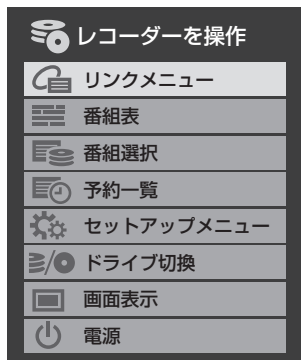 レコーダーを操作
リンクメニュー
番組表
番組選択
予約一覧
セットアップメニュー
ドライブ切換
画面表示
電源